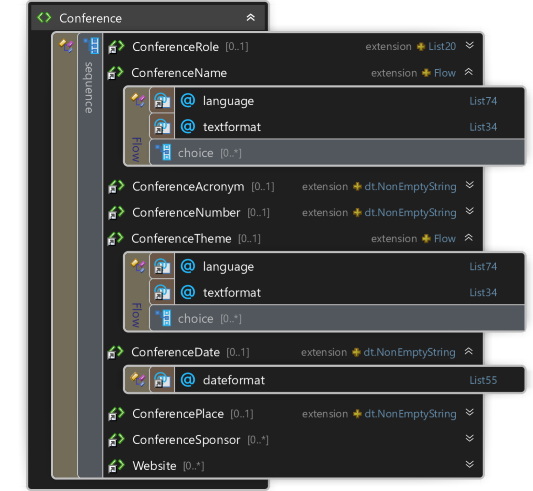 Conference
sequence
ConferenceRole [0..1] extension List20
ConferenceName extension Flow
Flow
@ language List74
@ textformat List34
choice [0..*]
ConferenceAcronym [0..1] extension dt.NonEmptyString
ConferenceNumber [0..1] extension dt.NonEmptyString
ConferenceTheme [0..1] extension Flow
Flow
@ language List74
@ textformat List34
choice [0..*]
ConferenceDate [0..1] extension dt.NonEmptyString
@ dateformat List55
ConferencePlace [0..1] extension dt.NonEmptyString
ConferenceSponsor [0..*]
Website [0..*]